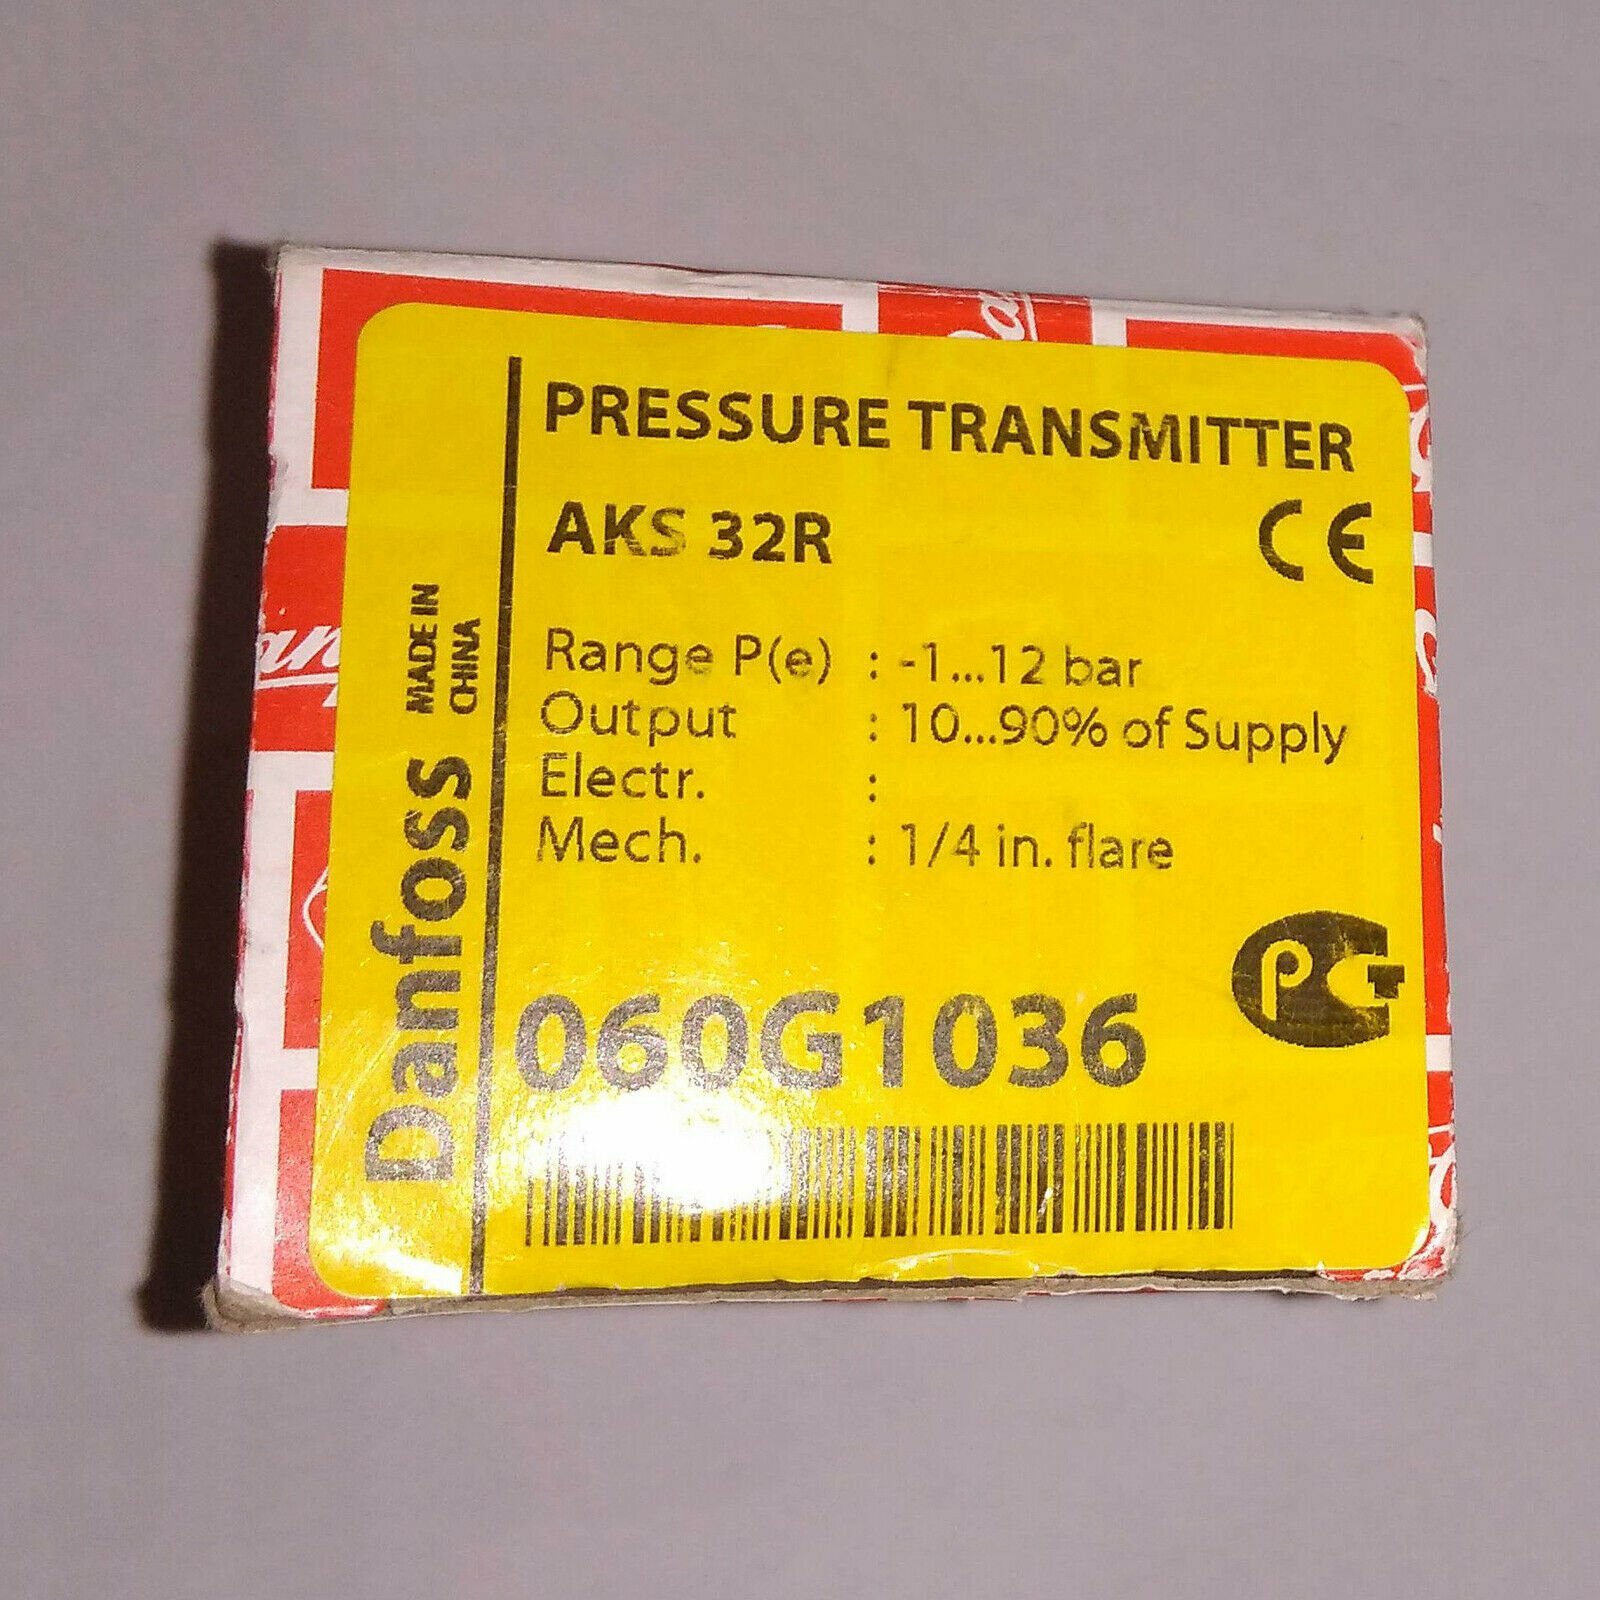 PRESSURE TRANSMITTER
AKS 32R
CE
Range P(e) : -1...12 bar
Output : 10...90% of Supply
Electr. :
Mech. : 1/4 in. flare
060G1036
Danfoss
MADE IN
CHINA